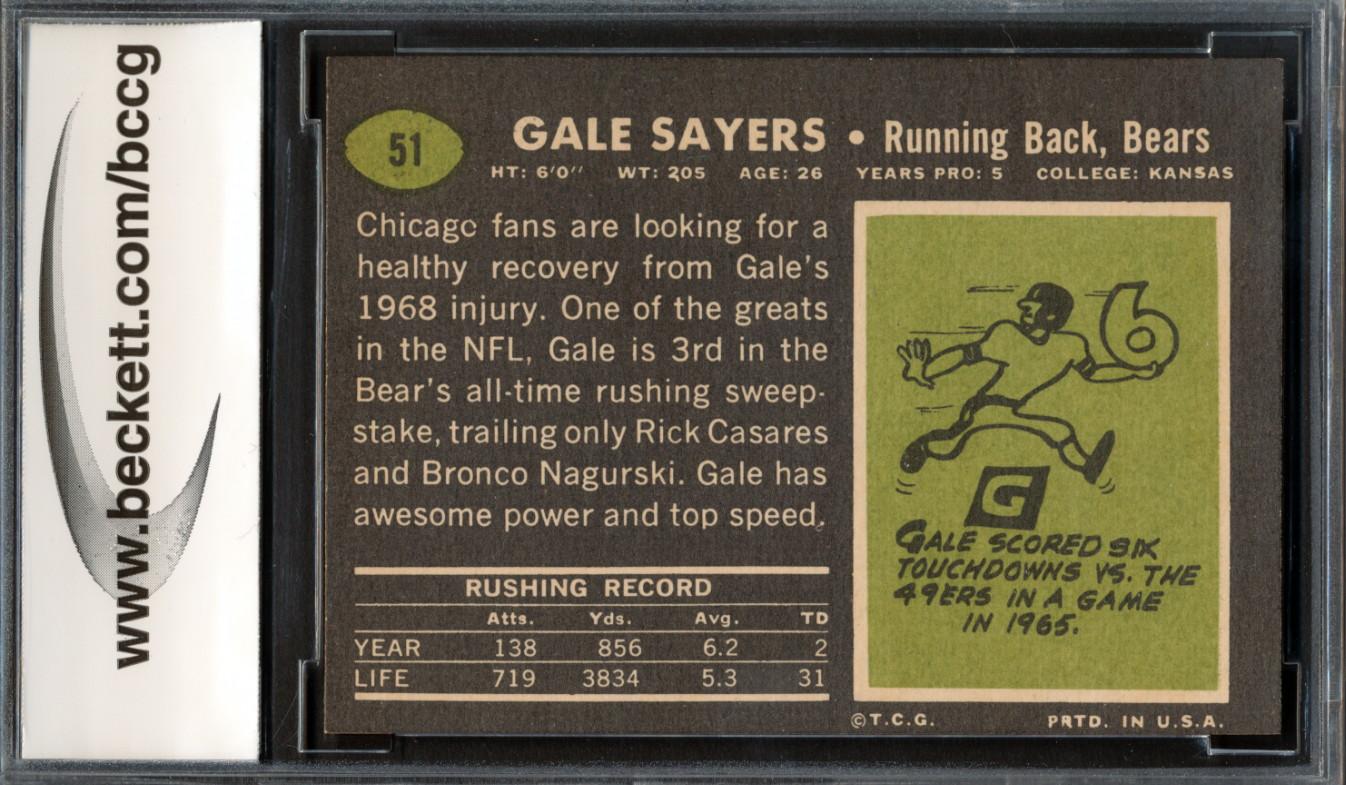 www.beckett.com/bccg
51
GALE SAYERS • Running Back, Bears
HT: 6'0'' WT: 205 AGE: 26 YEARS PRO: 5 COLLEGE: KANSAS
Chicago fans are looking for a
healthy recovery from Gale's
1968 injury. One of the greats
in the NFL, Gale is 3rd in the
Bear's all-time rushing sweep-
stake, trailing only Rick Casares
and Bronco Nagurski. Gale has
awesome power and top speed.
RUSHING RECORD
Atts. Yds. Avg. TD
YEAR 138 856 6.2 2
LIFE 719 3834 5.3 31
6
G
GALE SCORED SIX
TOUCHDOWNS VS. THE
49ERS IN A GAME
IN 1965.
©T.C.G. PRTD. IN U.S.A.